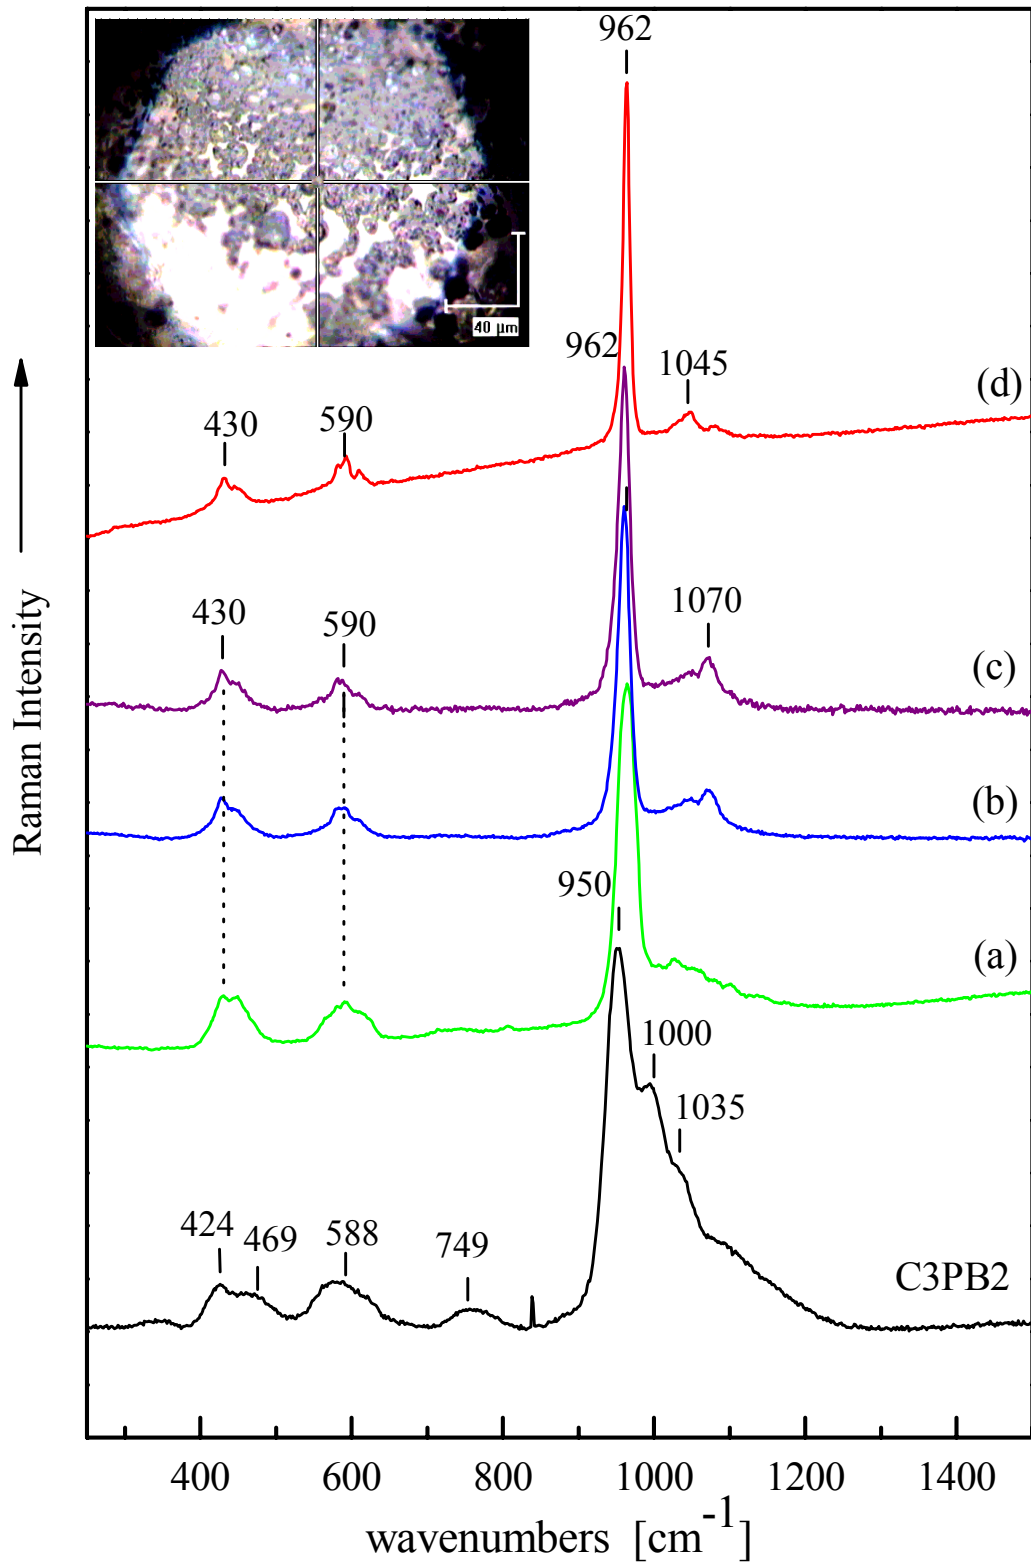 962
40 μm
962
1045
(d)
430
590
1070
430
590
(c)
(b)
950
(a)
1000
1035
424
469
588
749
C3PB2
Raman Intensity
400 600 800 1000 1200 1400
wavenumbers [cm-1]